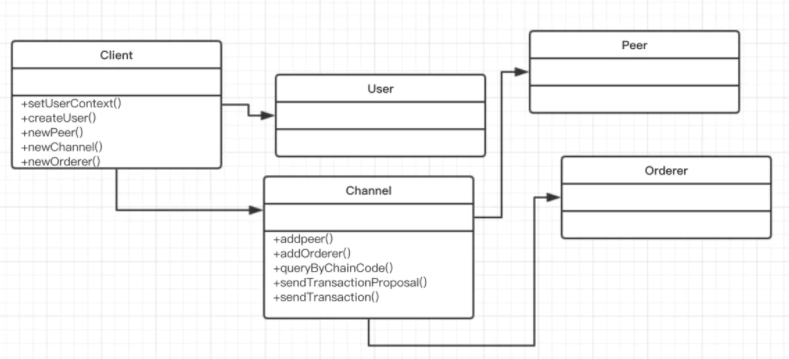 Client
+setUserContext()
+createUser()
+newPeer()
+newChannel()
+newOrderer()
User
Peer
Channel
+addpeer()
+addOrderer()
+queryByChainCode()
+sendTransactionProposal()
+sendTransaction()
Orderer